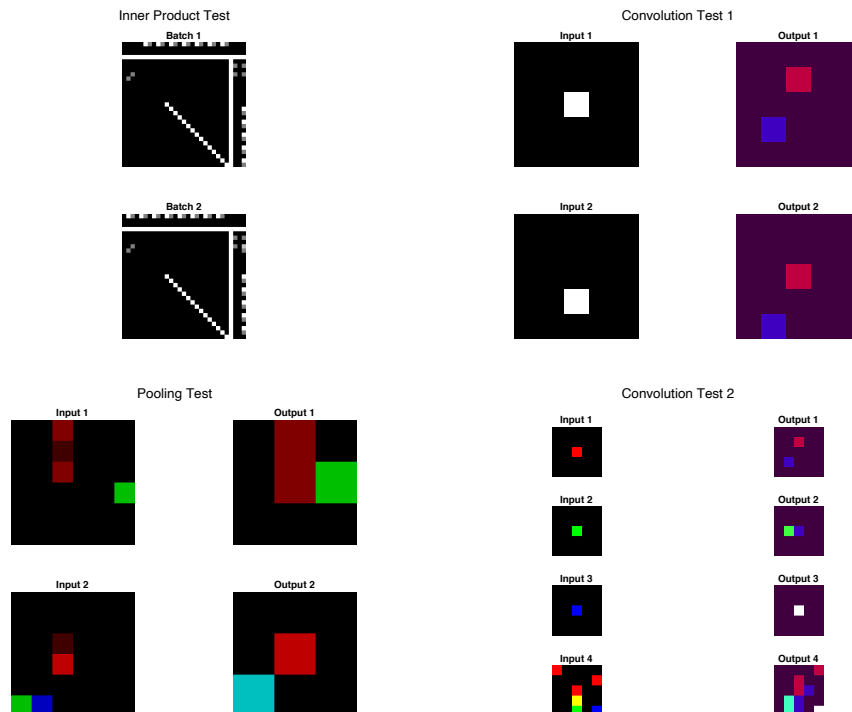 Inner Product Test
Batch 1
Batch 2
Convolution Test 1
Input 1
Output 1
Input 2
Output 2
Pooling Test
Input 1
Output 1
Input 2
Output 2
Convolution Test 2
Input 1
Output 1
Input 2
Output 2
Input 3
Output 3
Input 4
Output 4